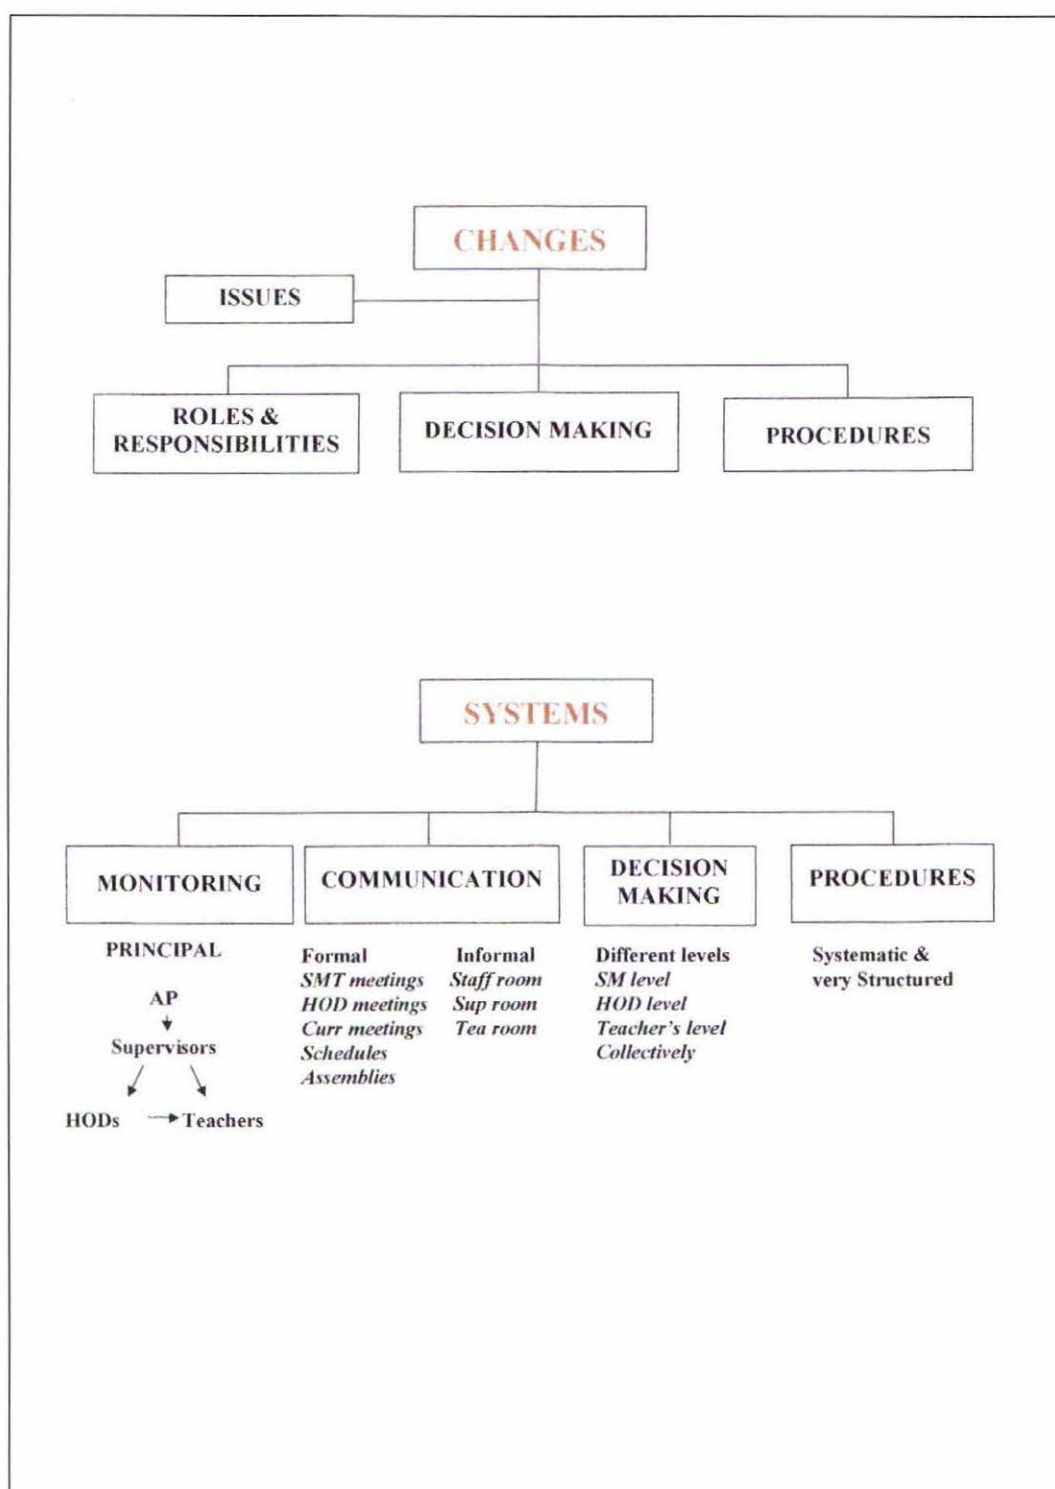 CHANGES
ISSUES
ROLES &
RESPONSIBILITIES
DECISION MAKING
PROCEDURES
SYSTEMS
MONITORING
COMMUNICATION
DECISION
MAKING
PROCEDURES
PRINCIPAL
AP
Supervisors
HODs
Teachers
Formal
SMT meetings
HOD meetings
Curr meetings
Schedules
Assemblies
Informal
Staff room
Sup room
Tea room
Different levels
SM level
HOD level
Teacher's level
Collectively
Systematic &
very Structured